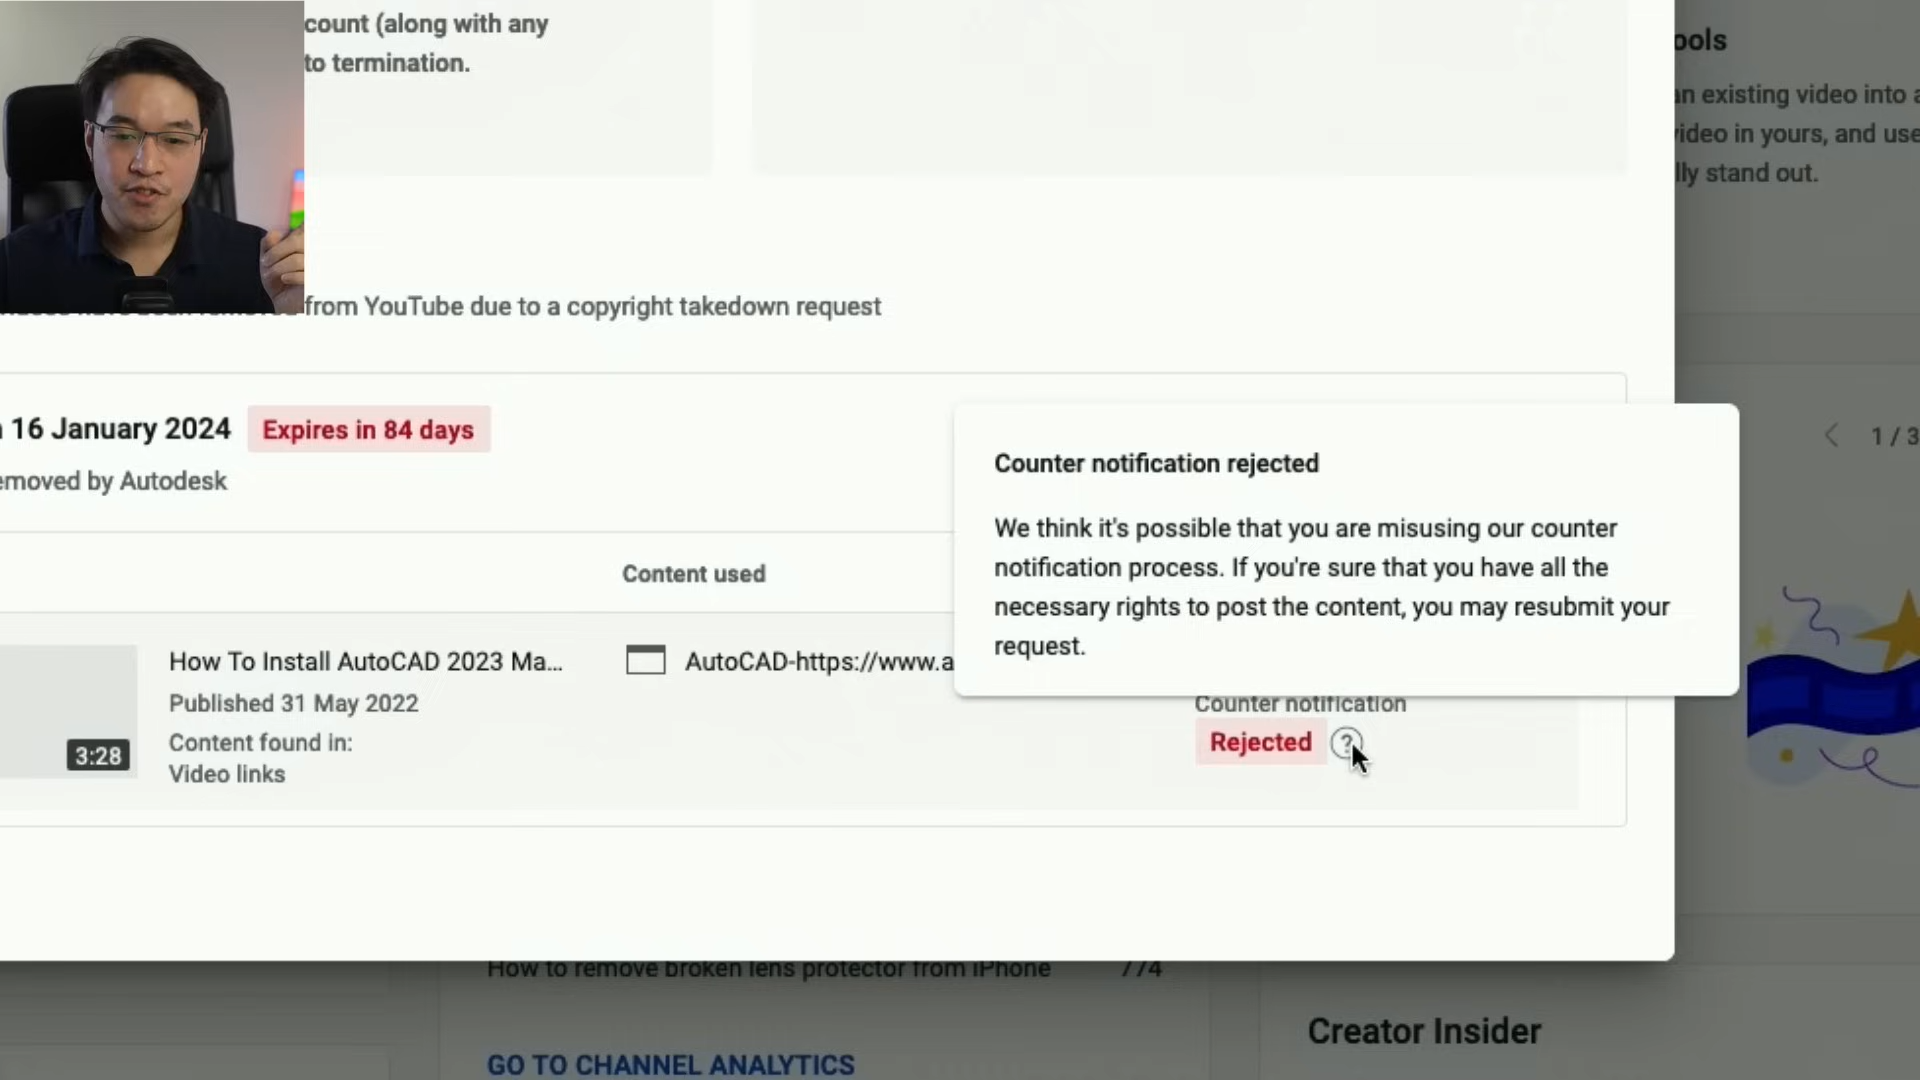 count (along with any
to termination.
ools
an existing video into a
video in yours, and use
lly stand out.
from YouTube due to a copyright takedown request
16 January 2024
Expires in 84 days
emoved by Autodesk
1 / 3
Counter notification rejected
We think it's possible that you are misusing our counter
notification process. If you're sure that you have all the
necessary rights to post the content, you may resubmit your
request.
Content used
How To Install AutoCAD 2023 Ma...
AutoCAD-https://www.a
Published 31 May 2022
Counter notification
Content found in:
Rejected
?
3:28
Video links
How to remove broken lens protector from iPhone
774
Creator Insider
GO TO CHANNEL ANALYTICS